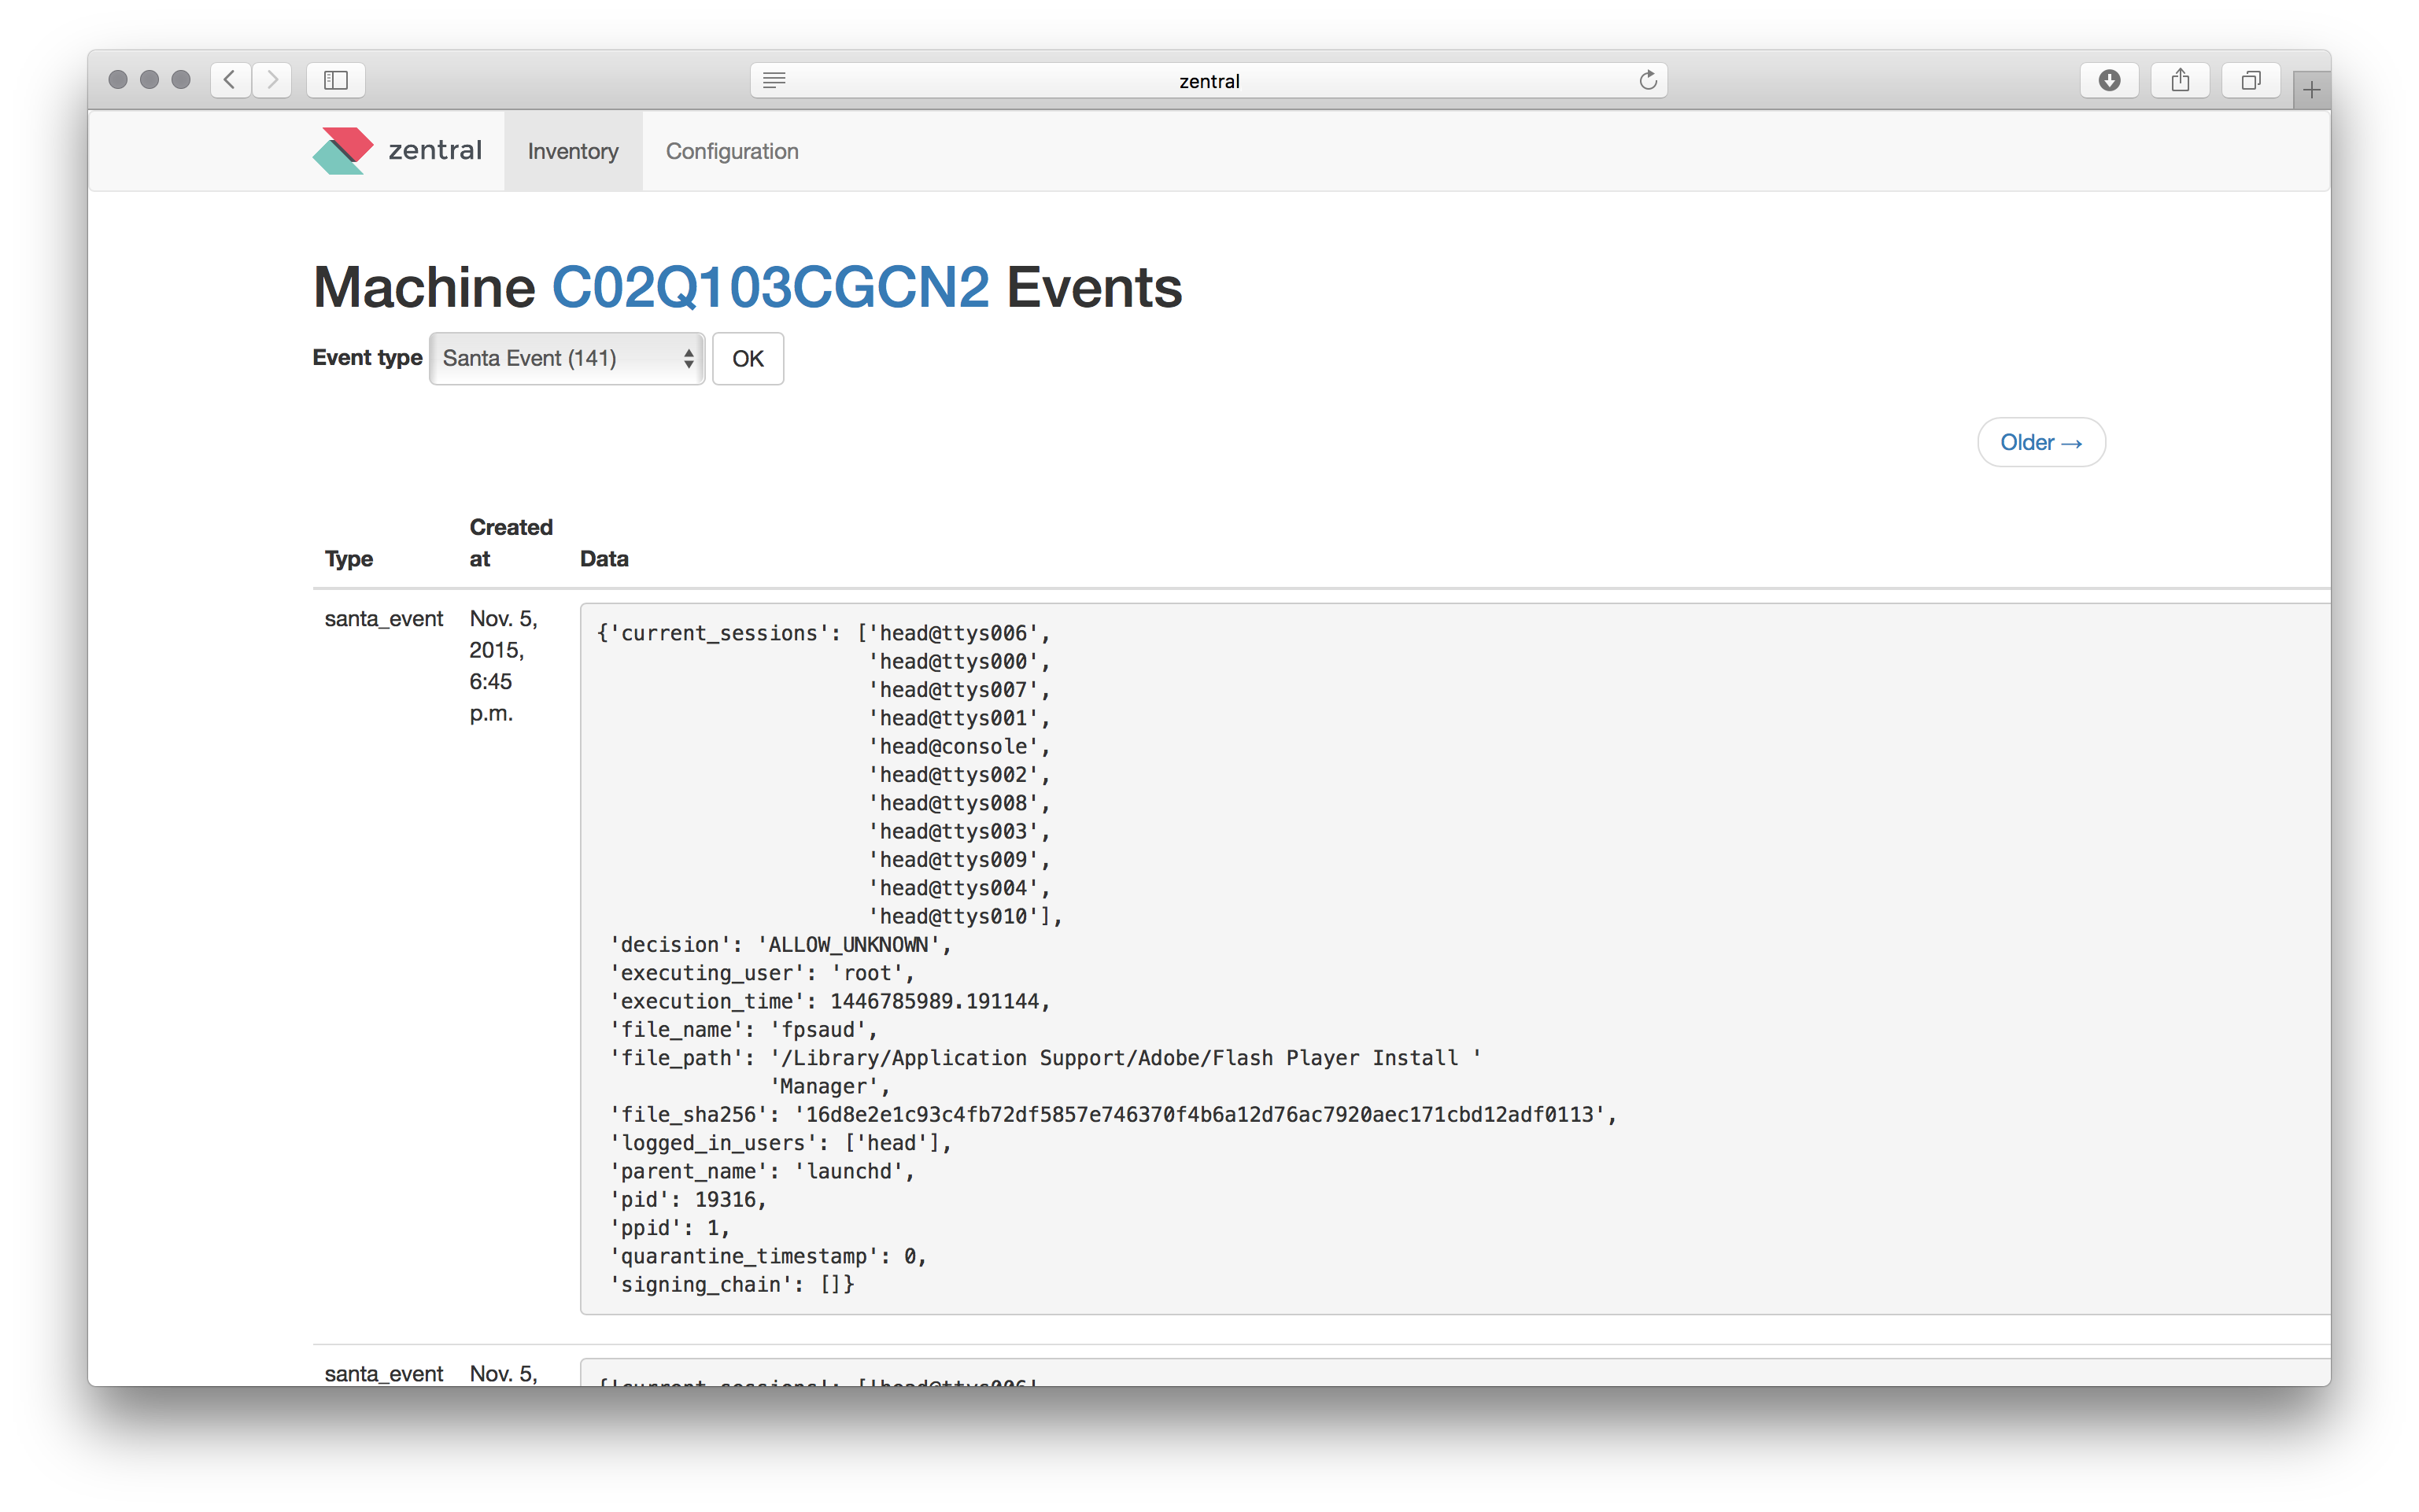 zentral
zentral Inventory Configuration
Machine C02Q103CGCN2 Events
Event type Santa Event (141) OK
Older →
Type Created at Data
santa_event Nov. 5, 2015, 6:45 p.m.
{'current_sessions': ['head@ttys006',
'head@ttys000',
'head@ttys007',
'head@ttys001',
'head@console',
'head@ttys002',
'head@ttys008',
'head@ttys003',
'head@ttys009',
'head@ttys004',
'head@ttys010'],
'decision': 'ALLOW_UNKNOWN',
'executing_user': 'root',
'execution_time': 1446785989.191144,
'file_name': 'fpsaud',
'file_path': '/Library/Application Support/Adobe/Flash Player Install '
'Manager',
'file_sha256': '16d8e2e1c93c4fb72df5857e746370f4b6a12d76ac7920aec171cbd12adf0113',
'logged_in_users': ['head'],
'parent_name': 'launchd',
'pid': 19316,
'ppid': 1,
'quarantine_timestamp': 0,
'signing_chain': []}
santa_event Nov. 5,
{'current_sessions': ['head@ttys006'